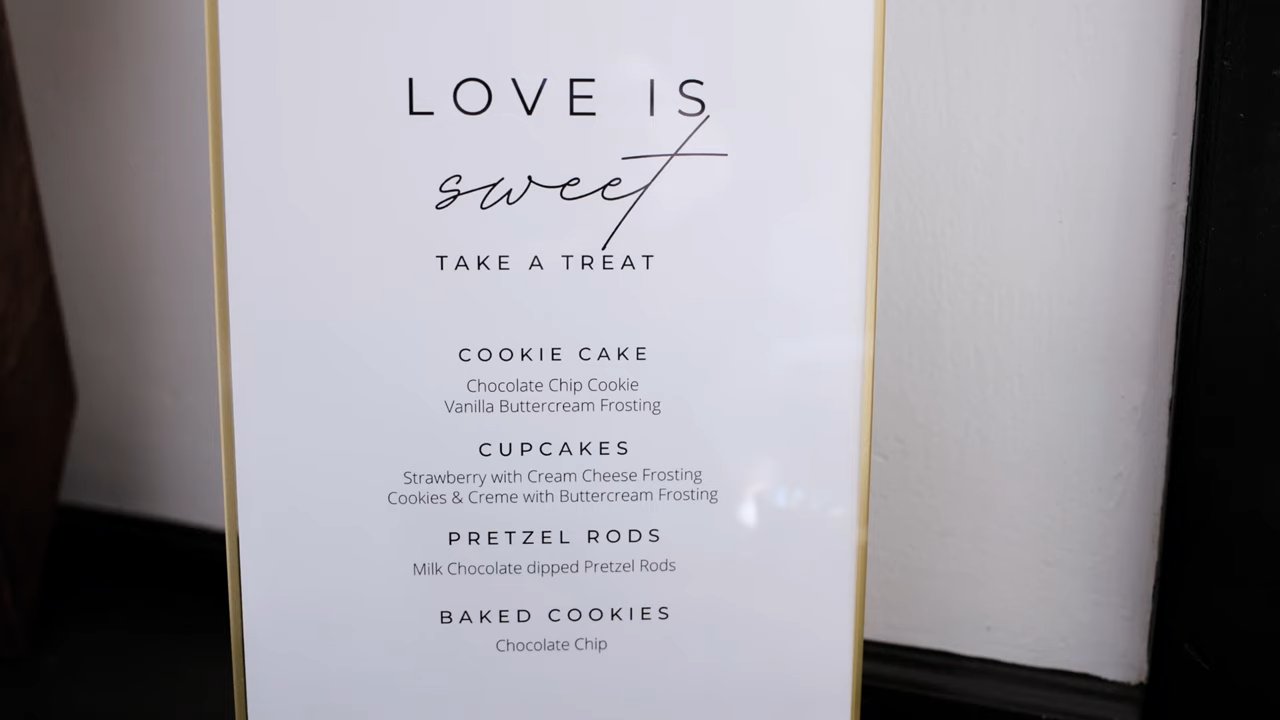 LOVE IS
sweet
TAKE A TREAT
COOKIE CAKE
Chocolate Chip Cookie
Vanilla Buttercream Frosting
CUPCAKES
Strawberry with Cream Cheese Frosting
Cookies & Creme with Buttercream Frosting
PRETZEL RODS
Milk Chocolate dipped Pretzel Rods
BAKED COOKIES
Chocolate Chip